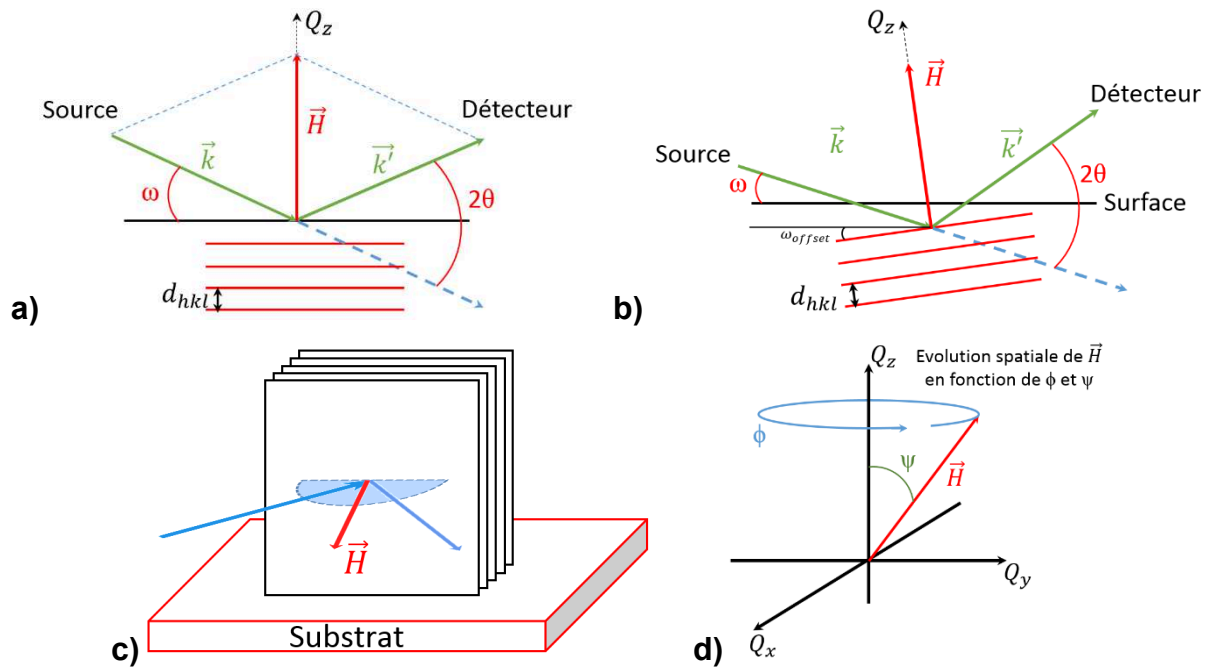 Q_z
Source
Détecteur
H⃗
k⃗
k'⃗
ω
2θ
d_hkl
a)
Q_z
H⃗
Détecteur
Source
k⃗
k'⃗
ω
2θ
Surface
ω_offset
d_hkl
b)
H⃗
Substrat
c)
Q_z
Evolution spatiale de H⃗
en fonction de ϕ et ψ
ϕ
ψ
H⃗
Q_y
Q_x
d)